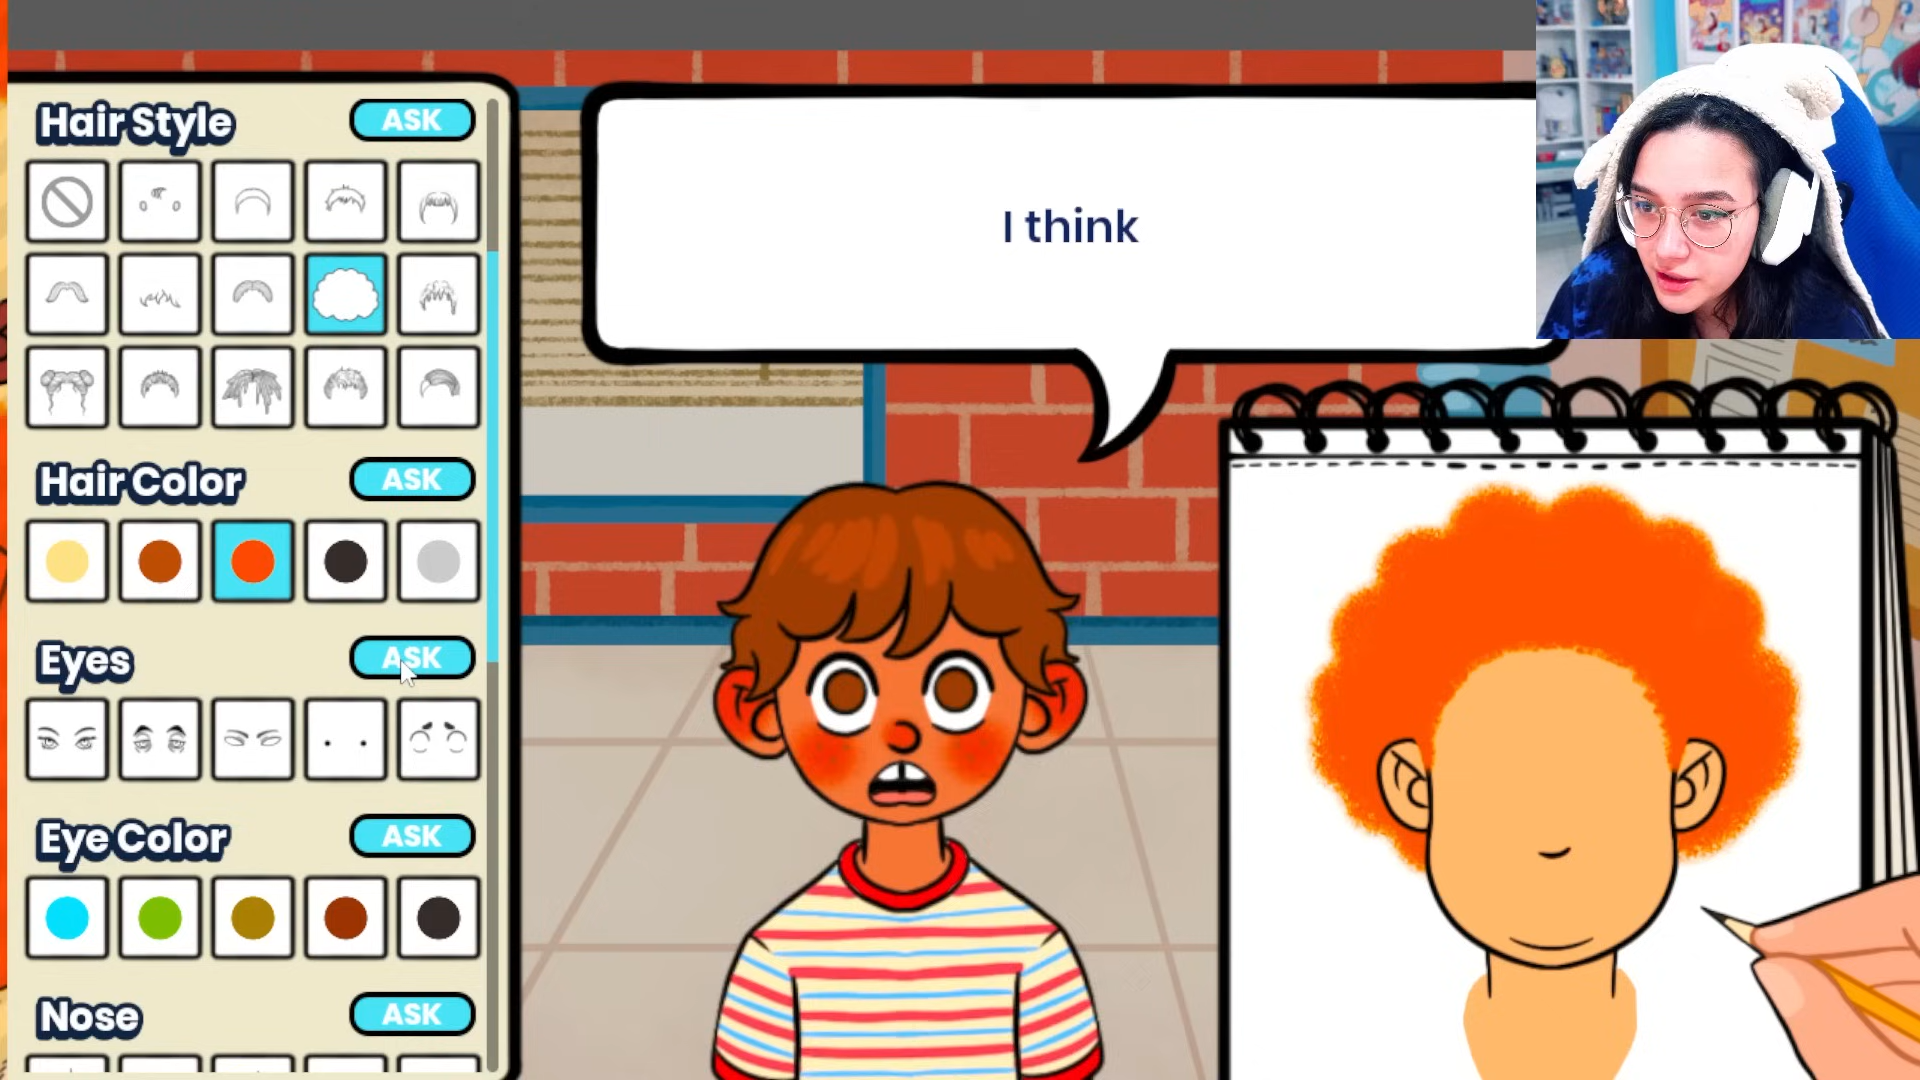 Hair Style
ASK
I think
Hair Color
ASK
Eyes
ASK
Eye Color
ASK
Nose
ASK